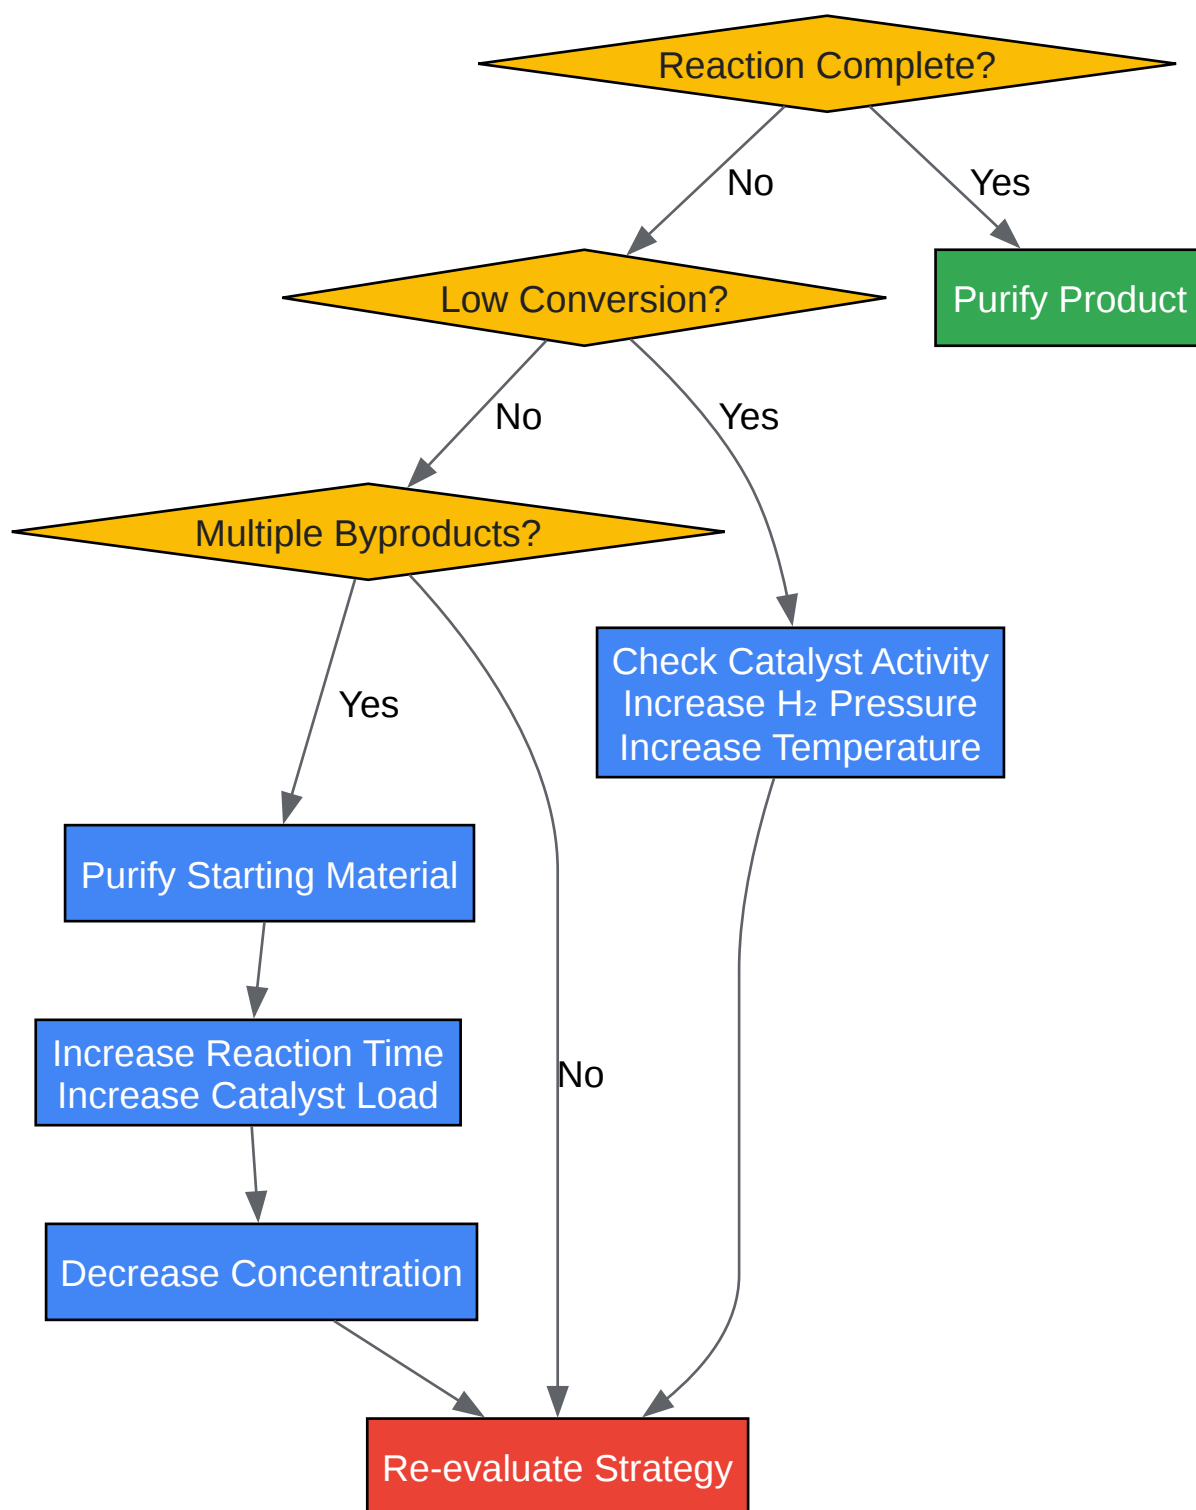 Reaction Complete?
No
Yes
Low Conversion?
Purify Product
No
Yes
Multiple Byproducts?
Yes
Check Catalyst Activity
Increase H₂ Pressure
Increase Temperature
Purify Starting Material
Increase Reaction Time
Increase Catalyst Load
No
Decrease Concentration
Re-evaluate Strategy